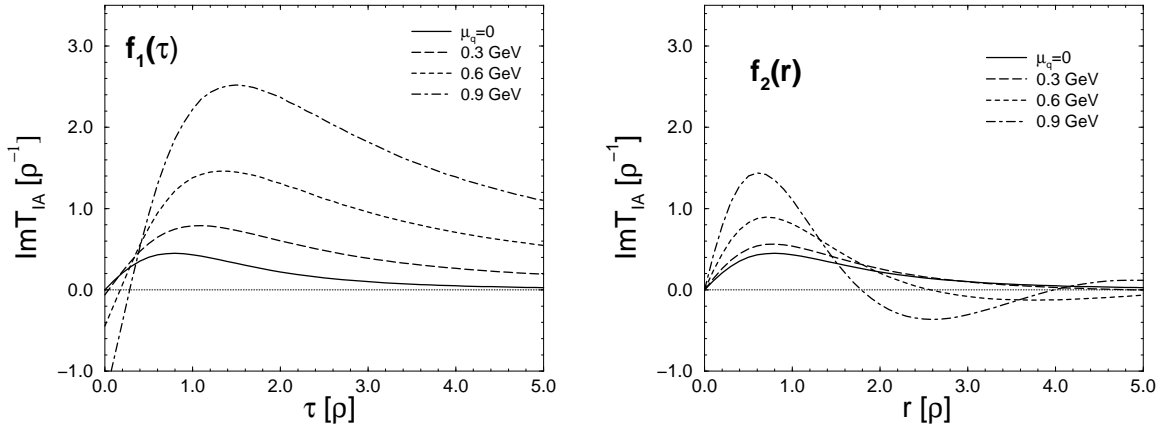 f₁(τ)
μ_q=0
0.3 GeV
0.6 GeV
0.9 GeV
3.0
2.0
1.0
0.0
−1.0
ImT_IA [ρ⁻¹]
0.0 1.0 2.0 3.0 4.0 5.0
τ [ρ]
f₂(r)
μ_q=0
0.3 GeV
0.6 GeV
0.9 GeV
3.0
2.0
1.0
0.0
−1.0
ImT_IA [ρ⁻¹]
0.0 1.0 2.0 3.0 4.0 5.0
r [ρ]